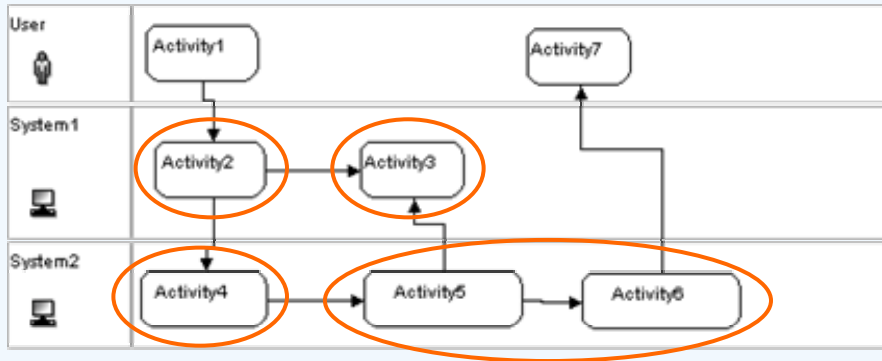 User
Activity1
Activity7
System1
Activity2
Activity3
System2
Activity4
Activity5
Activity6